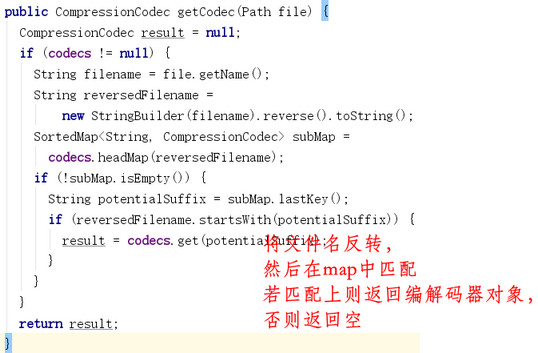 public CompressionCodec getCodec(Path file) {
CompressionCodec result = null;
if (codecs != null) {
String filename = file.getName();
String reversedFilename =
new StringBuilder(filename).reverse().toString();
SortedMap<String, CompressionCodec> subMap =
codecs.headMap(reversedFilename);
if (!subMap.isEmpty()) {
String potentialSuffix = subMap.lastKey();
if (reversedFilename.startsWith(potentialSuffix)) {
result = codecs.get(potentialSuffix);
}
}
}
return result;
}
将文件名反转，
然后在map中匹配
若匹配上则返回编解码器对象，
否则返回空